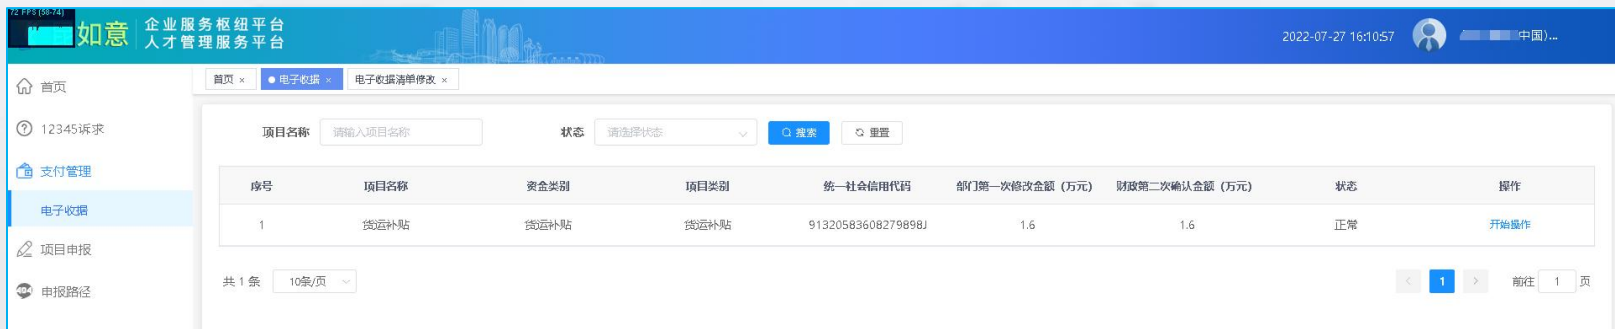 72 FPS [58-74]
如意 企业服务枢纽平台
人才管理服务平台
2022-07-27 16:10:57 中国)...
首页
12345诉求
支付管理
电子收据
项目申报
申报路径
首页 × 电子收据 × 电子收据清单修改 ×
项目名称 请输入项目名称 状态 请选择状态 搜索 重置
序号 项目名称 资金类别 项目类别 统一社会信用代码 部门第一次修改金额 (万元) 财政第二次确认金额 (万元) 状态 操作
1 货运补贴 货运补贴 货运补贴 91320583608279898J 1.6 1.6 正常 开始操作
共 1 条 10条/页 < 1 > 前往 1 页